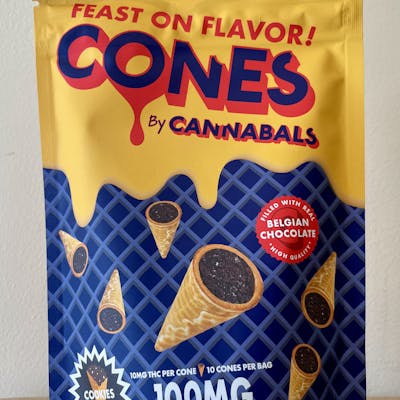 FEAST ON FLAVOR!
CONES
By CANNABALS
FILLED WITH REAL
BELGIAN
CHOCOLATE
• HIGH QUALITY •
10MG THC PER CONE 10 CONES PER BAG
100MG
COOKIES